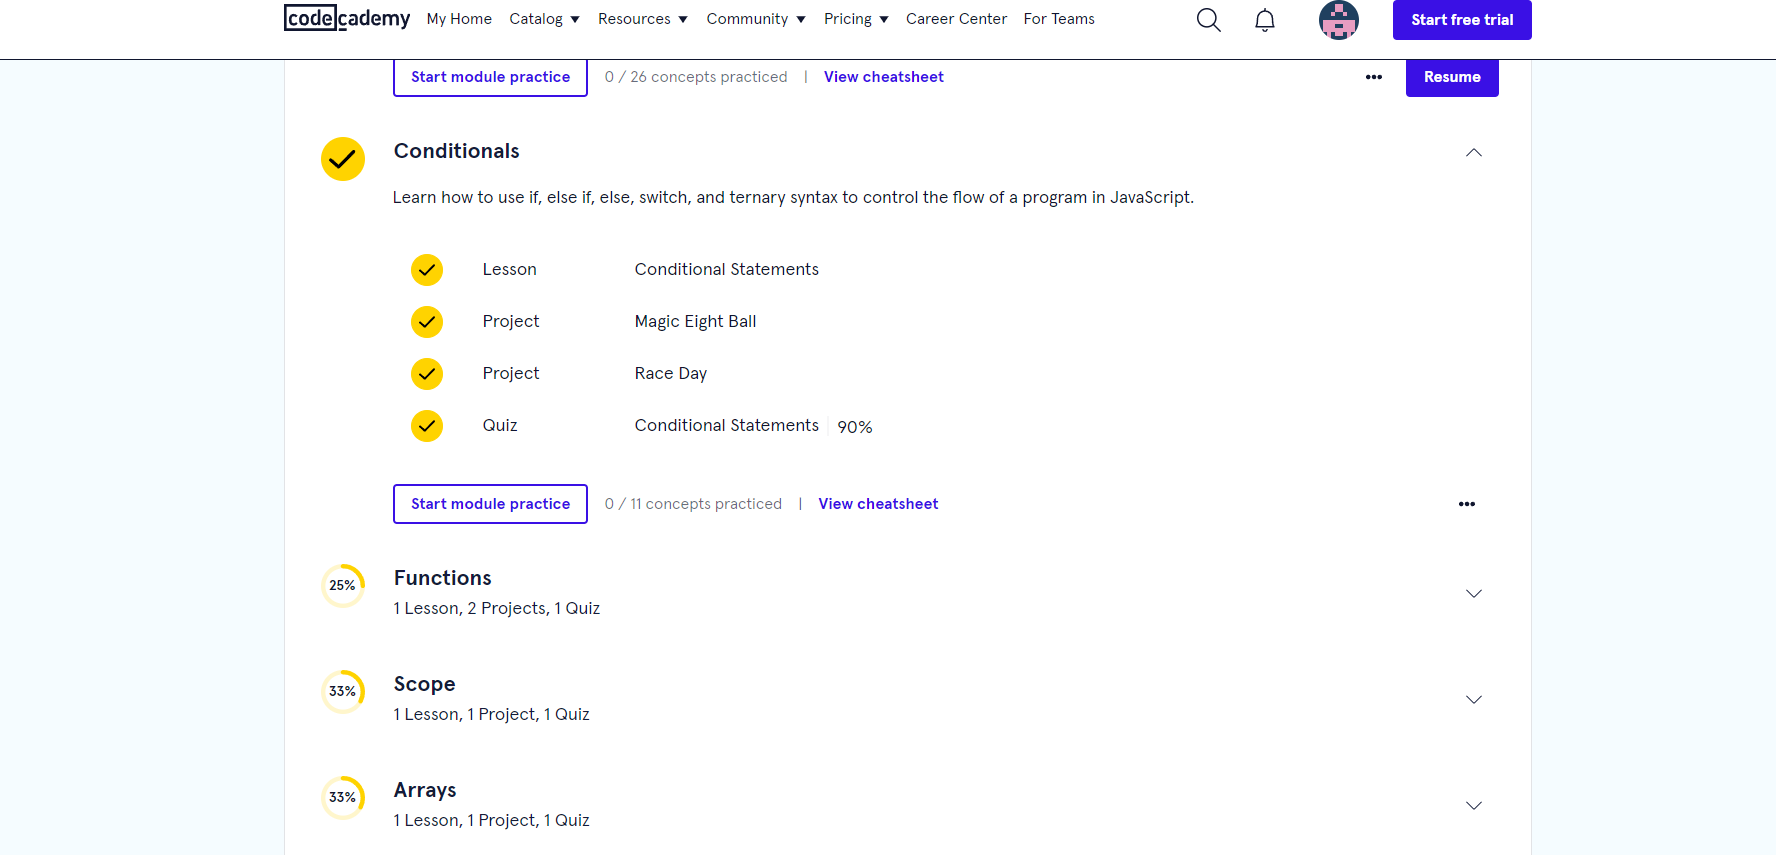 codecademy My Home Catalog Resources Community Pricing Career Center For Teams Start free trial
Start module practice 0 / 26 concepts practiced | View cheatsheet Resume
Conditionals
Learn how to use if, else if, else, switch, and ternary syntax to control the flow of a program in JavaScript.
Lesson Conditional Statements
Project Magic Eight Ball
Project Race Day
Quiz Conditional Statements 90%
Start module practice 0 / 11 concepts practiced | View cheatsheet
25% Functions
1 Lesson, 2 Projects, 1 Quiz
33% Scope
1 Lesson, 1 Project, 1 Quiz
33% Arrays
1 Lesson, 1 Project, 1 Quiz